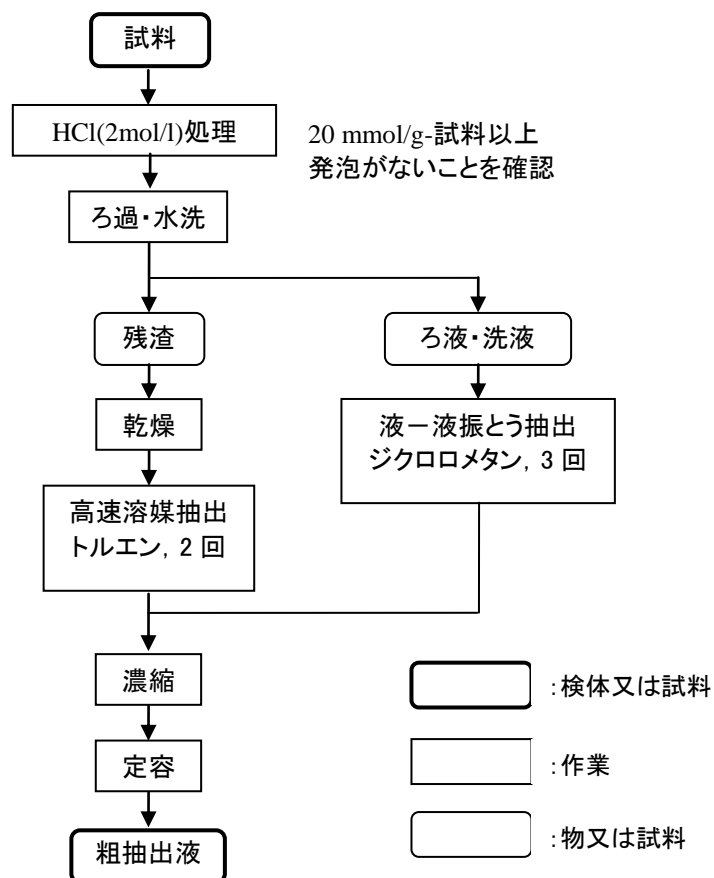 試料
HCl(2mol/l)処理
20 mmol/g-試料以上
発泡がないことを確認
ろ過・水洗
残渣
ろ液・洗液
乾燥
液－液振とう抽出
ジクロロメタン，3 回
高速溶媒抽出
トルエン，2 回
濃縮
:検体又は試料
定容
:作業
粗抽出液
:物又は試料